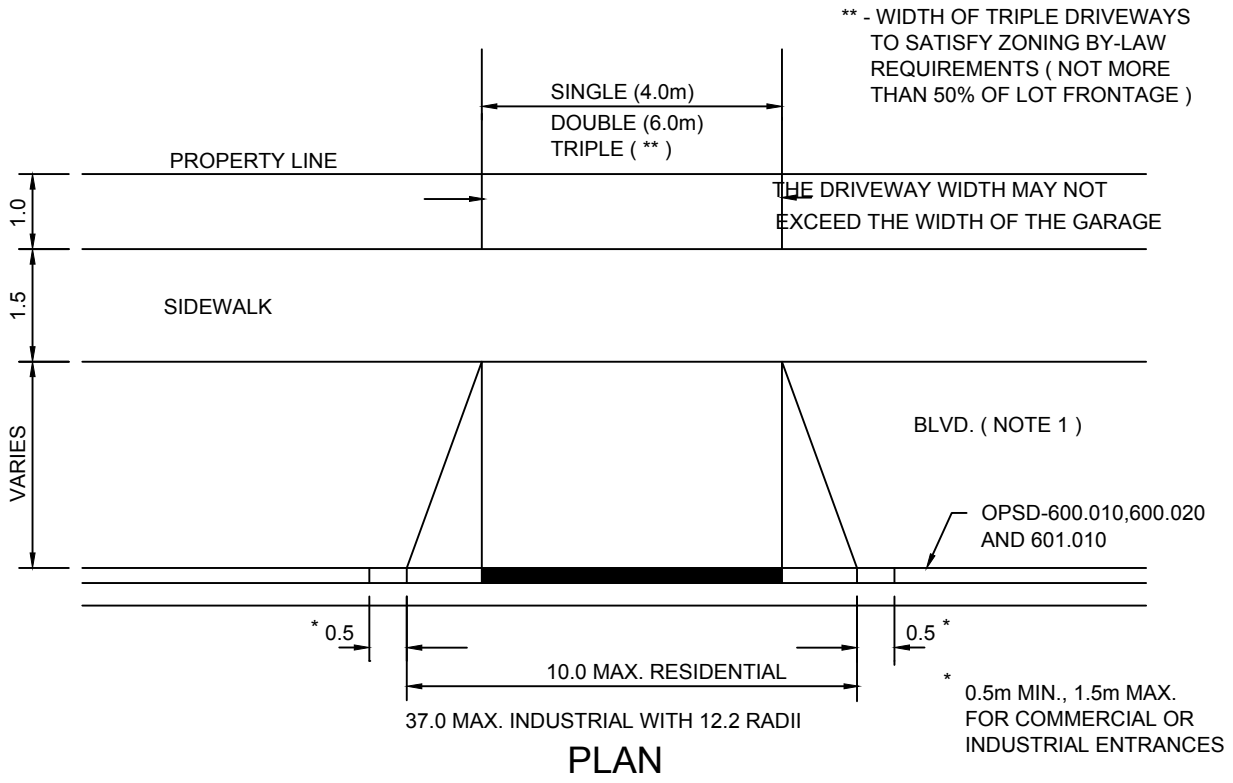 ** - WIDTH OF TRIPLE DRIVEWAYS
TO SATISFY ZONING BY-LAW
REQUIREMENTS ( NOT MORE
THAN 50% OF LOT FRONTAGE )
SINGLE (4.0m)
DOUBLE (6.0m)
TRIPLE ( ** )
PROPERTY LINE
THE DRIVEWAY WIDTH MAY NOT
EXCEED THE WIDTH OF THE GARAGE
1.0
1.5
SIDEWALK
VARIES
BLVD. ( NOTE 1 )
OPSD-600.010,600.020
AND 601.010
* 0.5
0.5 *
10.0 MAX. RESIDENTIAL
37.0 MAX. INDUSTRIAL WITH 12.2 RADII
* 0.5m MIN., 1.5m MAX.
FOR COMMERCIAL OR
INDUSTRIAL ENTRANCES
PLAN